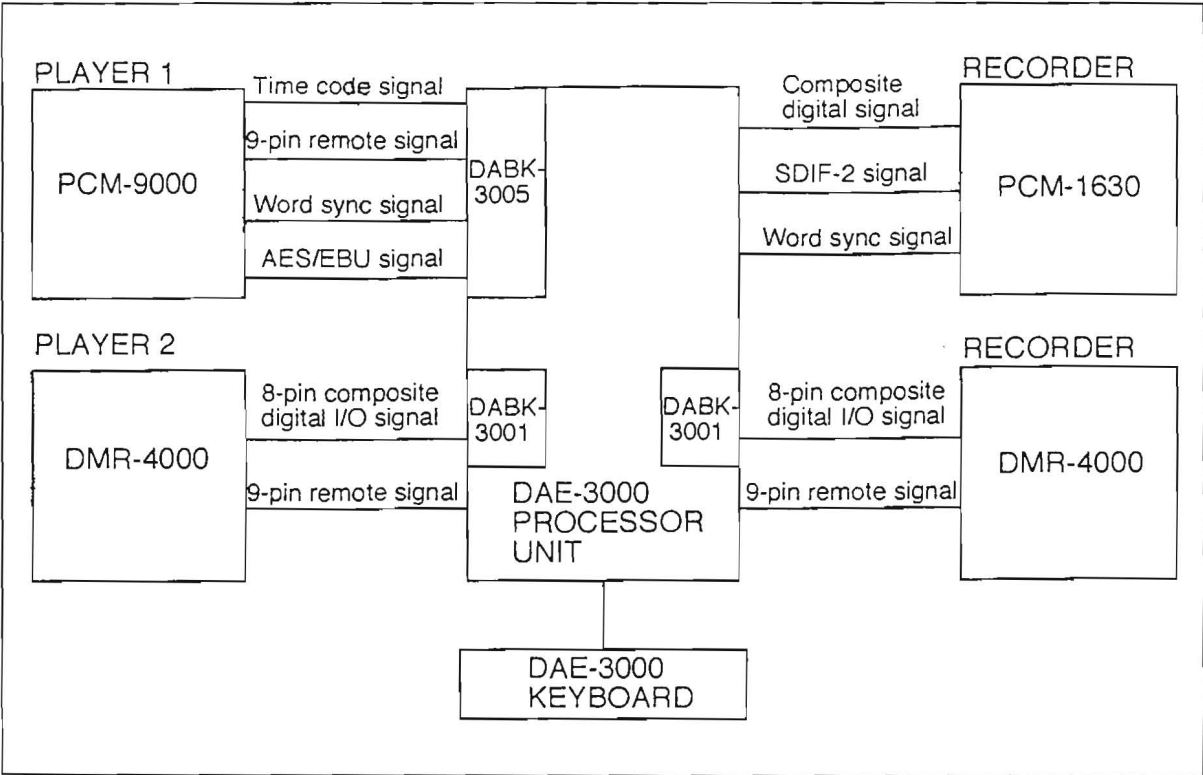 PLAYER 1
PCM-9000
Time code signal
9-pin remote signal
Word sync signal
AES/EBU signal
DABK-
3005
Composite
digital signal
SDIF-2 signal
Word sync signal
RECORDER
PCM-1630
PLAYER 2
DMR-4000
8-pin composite
digital I/O signal
9-pin remote signal
DABK-
3001
DABK-
3001
DAE-3000
PROCESSOR
UNIT
8-pin composite
digital I/O signal
9-pin remote signal
RECORDER
DMR-4000
DAE-3000
KEYBOARD